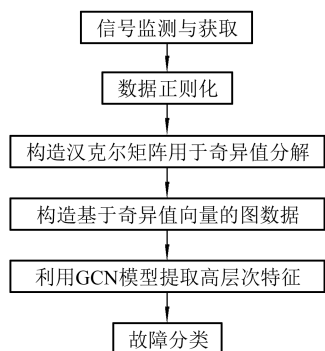 信号监测与获取
数据正则化
构造汉克尔矩阵用于奇异值分解
构造基于奇异值向量的图数据
利用GCN模型提取高层次特征
故障分类